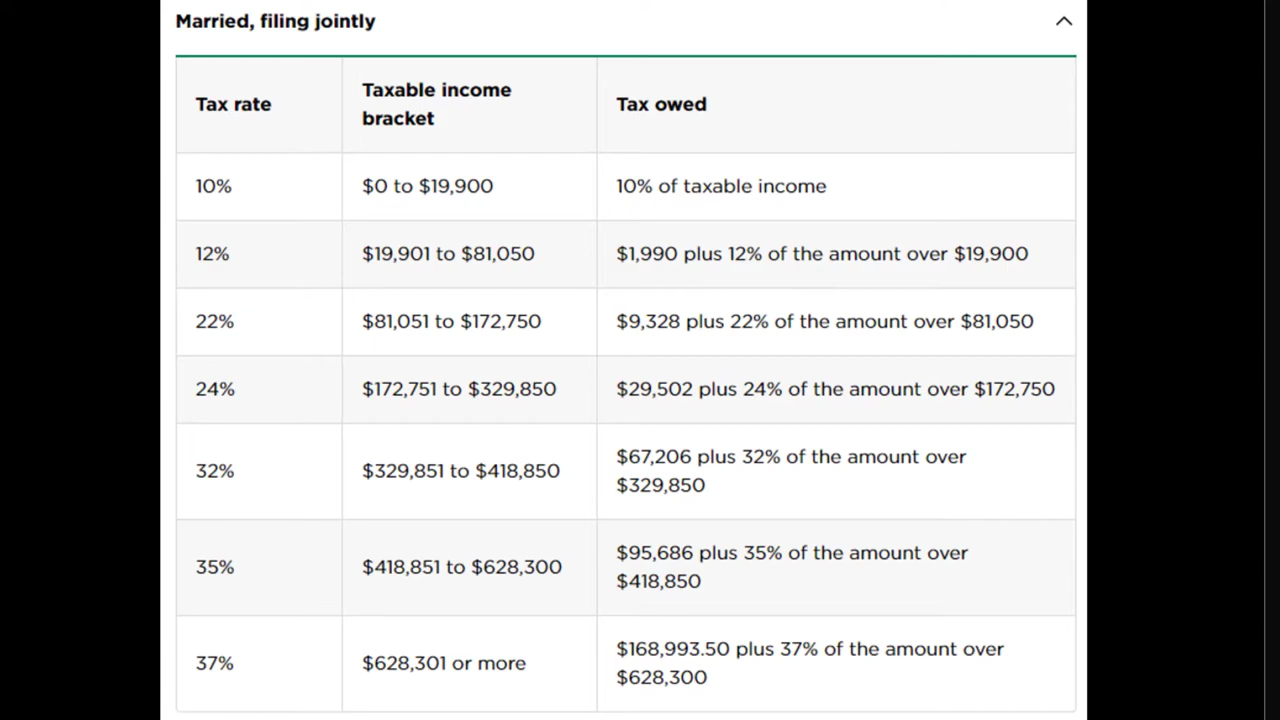 Married, filing jointly
Tax rate
Taxable income
bracket
Tax owed
10%
$0 to $19,900
10% of taxable income
12%
$19,901 to $81,050
$1,990 plus 12% of the amount over $19,900
22%
$81,051 to $172,750
$9,328 plus 22% of the amount over $81,050
24%
$172,751 to $329,850
$29,502 plus 24% of the amount over $172,750
32%
$329,851 to $418,850
$67,206 plus 32% of the amount over
$329,850
35%
$418,851 to $628,300
$95,686 plus 35% of the amount over
$418,850
37%
$628,301 or more
$168,993.50 plus 37% of the amount over
$628,300